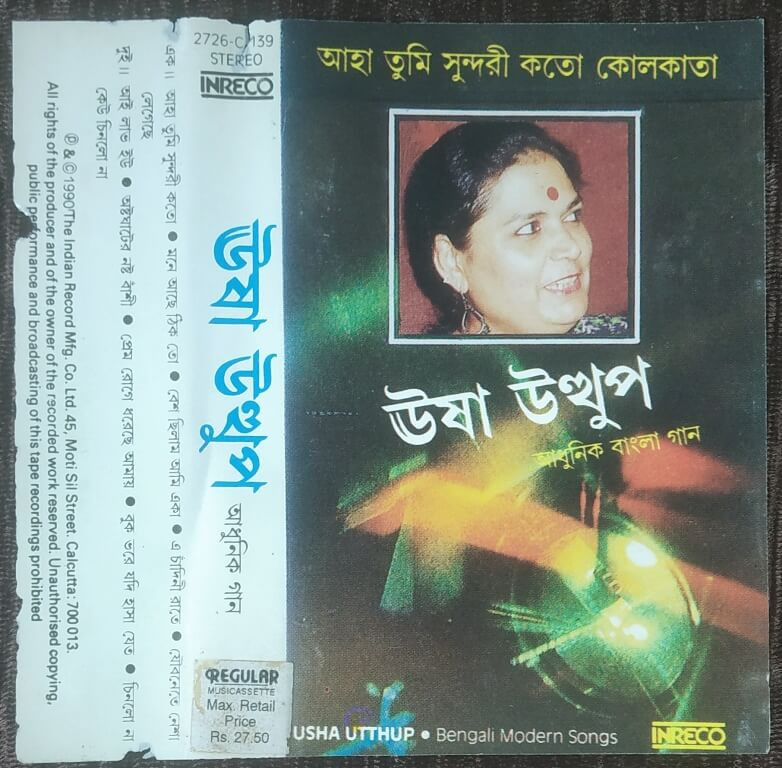 আহা তুমি সুন্দরী কতো কোলকাতা
ঊষা উত্থুপ
আধুনিক বাংলা গান
USHA UTTHUP • Bengali Modern Songs
INRECO
2726-C 139
STEREO
INRECO
ঊষা উত্থুপ
আধুনিক গান
REGULAR
MUSICASSETTE
Max. Retail
Price
Rs. 27.50
এক॥ আহা তুমি সুন্দরী কতো ● মনে আছে ঠিক তো ● বেশ ছিলাম আমি একা ● এ চাঁদিনী রাতে ● যৌবনেতে নেশা
লেগেছে
দুই॥ আই লাভ ইউ ● অষ্টঘাটের নষ্ট বাঁশী ● প্রেম রোগে ধরেছে আমায় ● বুক ভরে যদি হাসা যেত ● চিনলো না
কেউ চিনলো না
℗ & © 1990 The Indian Record Mfg. Co. Ltd. 45, Moti Sil Street. Calcutta: 700 013.
All rights of the producer and of the owner of the recorded work reserved. Unauthorised copying,
public performance and broadcasting of this tape recordings prohibited